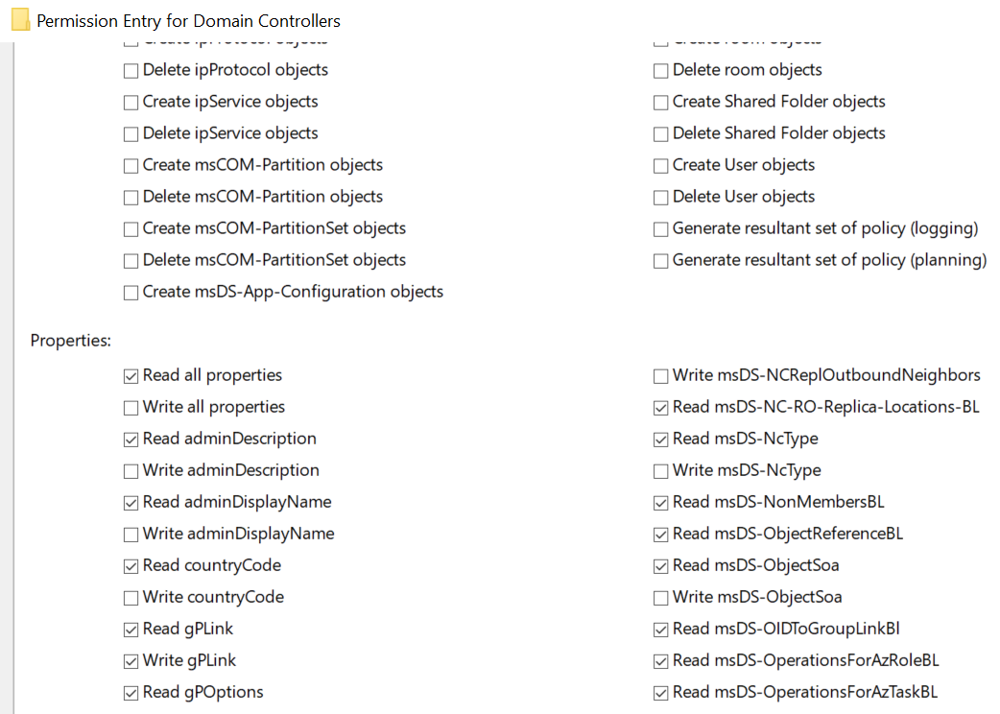 Permission Entry for Domain Controllers
Create ipProtocol objects
Delete ipProtocol objects
Create ipService objects
Delete ipService objects
Create msCOM-Partition objects
Delete msCOM-Partition objects
Create msCOM-PartitionSet objects
Delete msCOM-PartitionSet objects
Create msDS-App-Configuration objects
Create room objects
Delete room objects
Create Shared Folder objects
Delete Shared Folder objects
Create User objects
Delete User objects
Generate resultant set of policy (logging)
Generate resultant set of policy (planning)
Properties:
Read all properties
Write all properties
Read adminDescription
Write adminDescription
Read adminDisplayName
Write adminDisplayName
Read countryCode
Write countryCode
Read gPLink
Write gPLink
Read gPOptions
Write msDS-NCReplOutboundNeighbors
Read msDS-NC-RO-Replica-Locations-BL
Read msDS-NcType
Write msDS-NcType
Read msDS-NonMembersBL
Read msDS-ObjectReferenceBL
Read msDS-ObjectSoa
Write msDS-ObjectSoa
Read msDS-OIDToGroupLinkBl
Read msDS-OperationsForAzRoleBL
Read msDS-OperationsForAzTaskBL